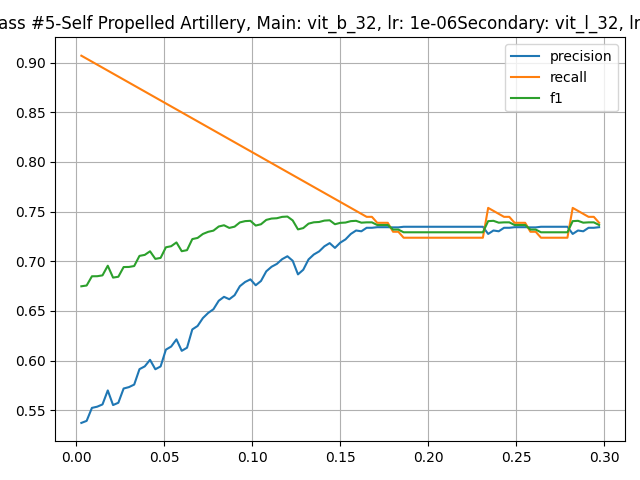 ass #5-Self Propelled Artillery, Main: vit_b_32, lr: 1e-06Secondary: vit_l_32, lr
precision
recall
f1
0.90
0.85
0.80
0.75
0.70
0.65
0.60
0.55
0.00 0.05 0.10 0.15 0.20 0.25 0.30